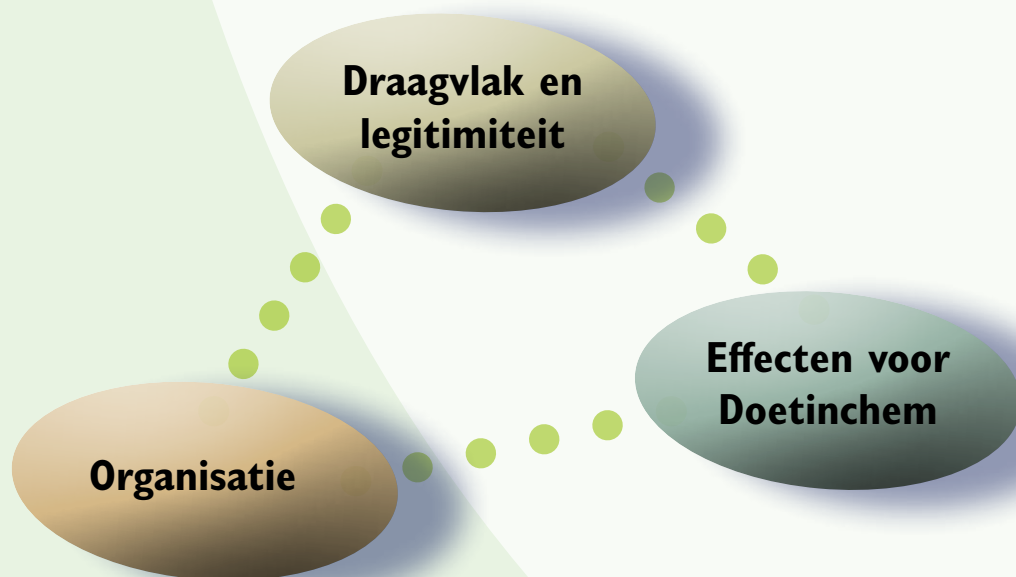 Draagvlak en
legitimiteit
Effecten voor
Doetinchem
Organisatie